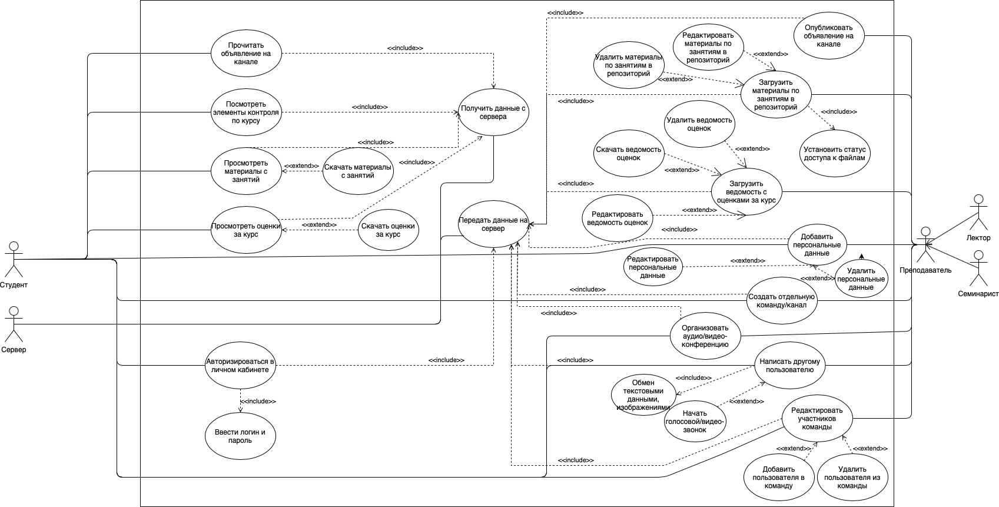 <<include>>
Опубликовать
объявление на
канале
Прочитать
объявление на
канале
<<include>>
Редактировать
материалы по
занятиям в
репозиторий
<<extend>>
Удалить материалы
по занятиям в
репозиторий
<<extend>>
Загрузить
материалы по
занятиям в
репозиторий
<<include>>
<<include>>
Посмотреть
элементы контроля
по курсу
<<include>>
Получить данные с
сервера
Удалить ведомость
оценок
<<extend>>
Установить статус
доступа к файлам
Скачать ведомость
оценок
<<extend>>
<<include>>
Просмотреть
материалы с
занятий
<<extend>>
Скачать материалы
с занятий
<<include>>
<<include>>
Загрузить
ведомость с
оценками за курс
Редактировать
ведомость оценок
<<extend>>
Просмотреть оценки
за курс
<<extend>>
Скачать оценки
за курс
Передать данные на
сервер
<<include>>
Добавить
персональные
данные
Лектор
Студент
Редактировать
персональные
данные
<<extend>>
<<extend>>
Удалить
персональные
данные
Преподаватель
Семинарист
<<include>>
Создать отдельную
команду/канал
<<include>>
Организовать
аудио/видео-
конференцию
Сервер
Авторизироваться в
личном кабинете
<<include>>
<<include>>
Написать другому
пользователю
<<include>>
Обмен
текстовыми
данными,
изображениями
<<extend>>
Начать
голосовой/видео-
звонок
<<include>>
Ввести логин и
пароль
Редактировать
участников
команды
<<include>>
<<extend>>
<<extend>>
Добавить
пользователя в
команду
Удалить
пользователя из
команды